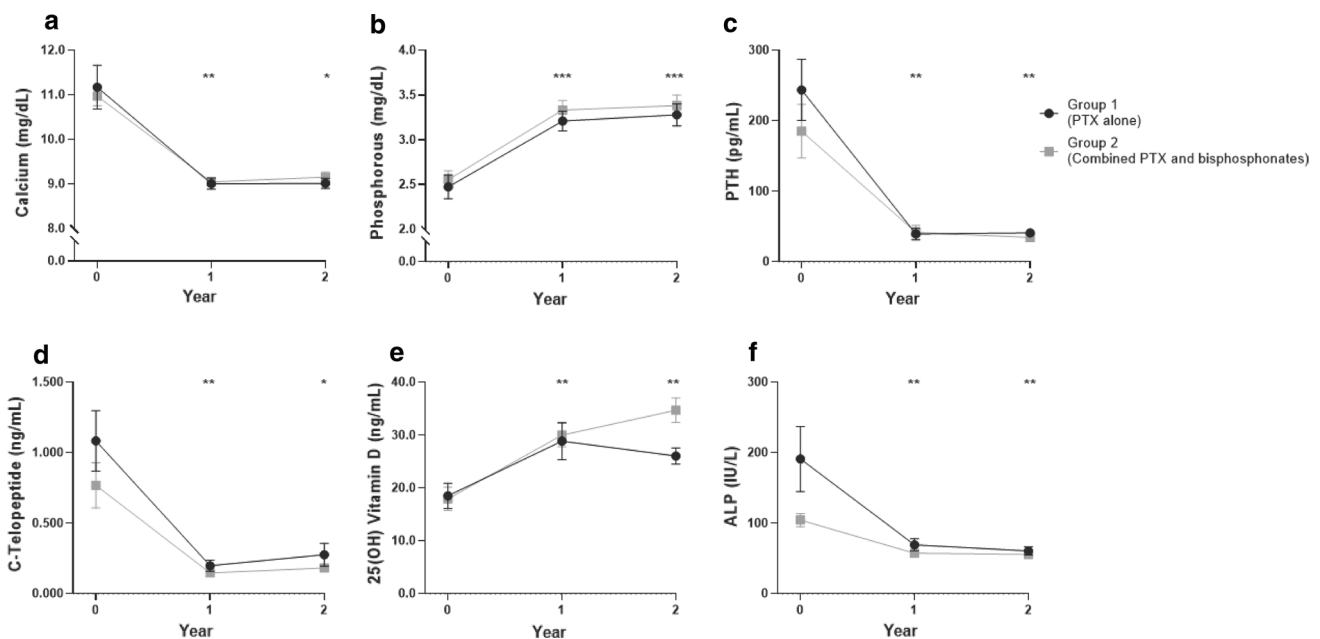 a
12.0
11.0
10.0
9.0
8.0
0.0
Calcium (mg/dL)
**
*
0
1
2
Year
b
4.0
3.5
3.0
2.5
2.0
0.0
Phosphorous (mg/dL)
***
***
0
1
2
Year
c
300
200
100
0
PTH (pg/mL)
**
**
0
1
2
Year
Group 1
(PTX alone)
Group 2
(Combined PTX and bisphosphonates)
d
1.500
1.000
0.500
0.000
C-Telopeptide (ng/mL)
**
*
0
1
2
Year
e
40.0
30.0
20.0
10.0
0.0
25(OH) Vitamin D (ng/mL)
**
**
0
1
2
Year
f
300
200
100
0
ALP (IU/L)
**
**
0
1
2
Year